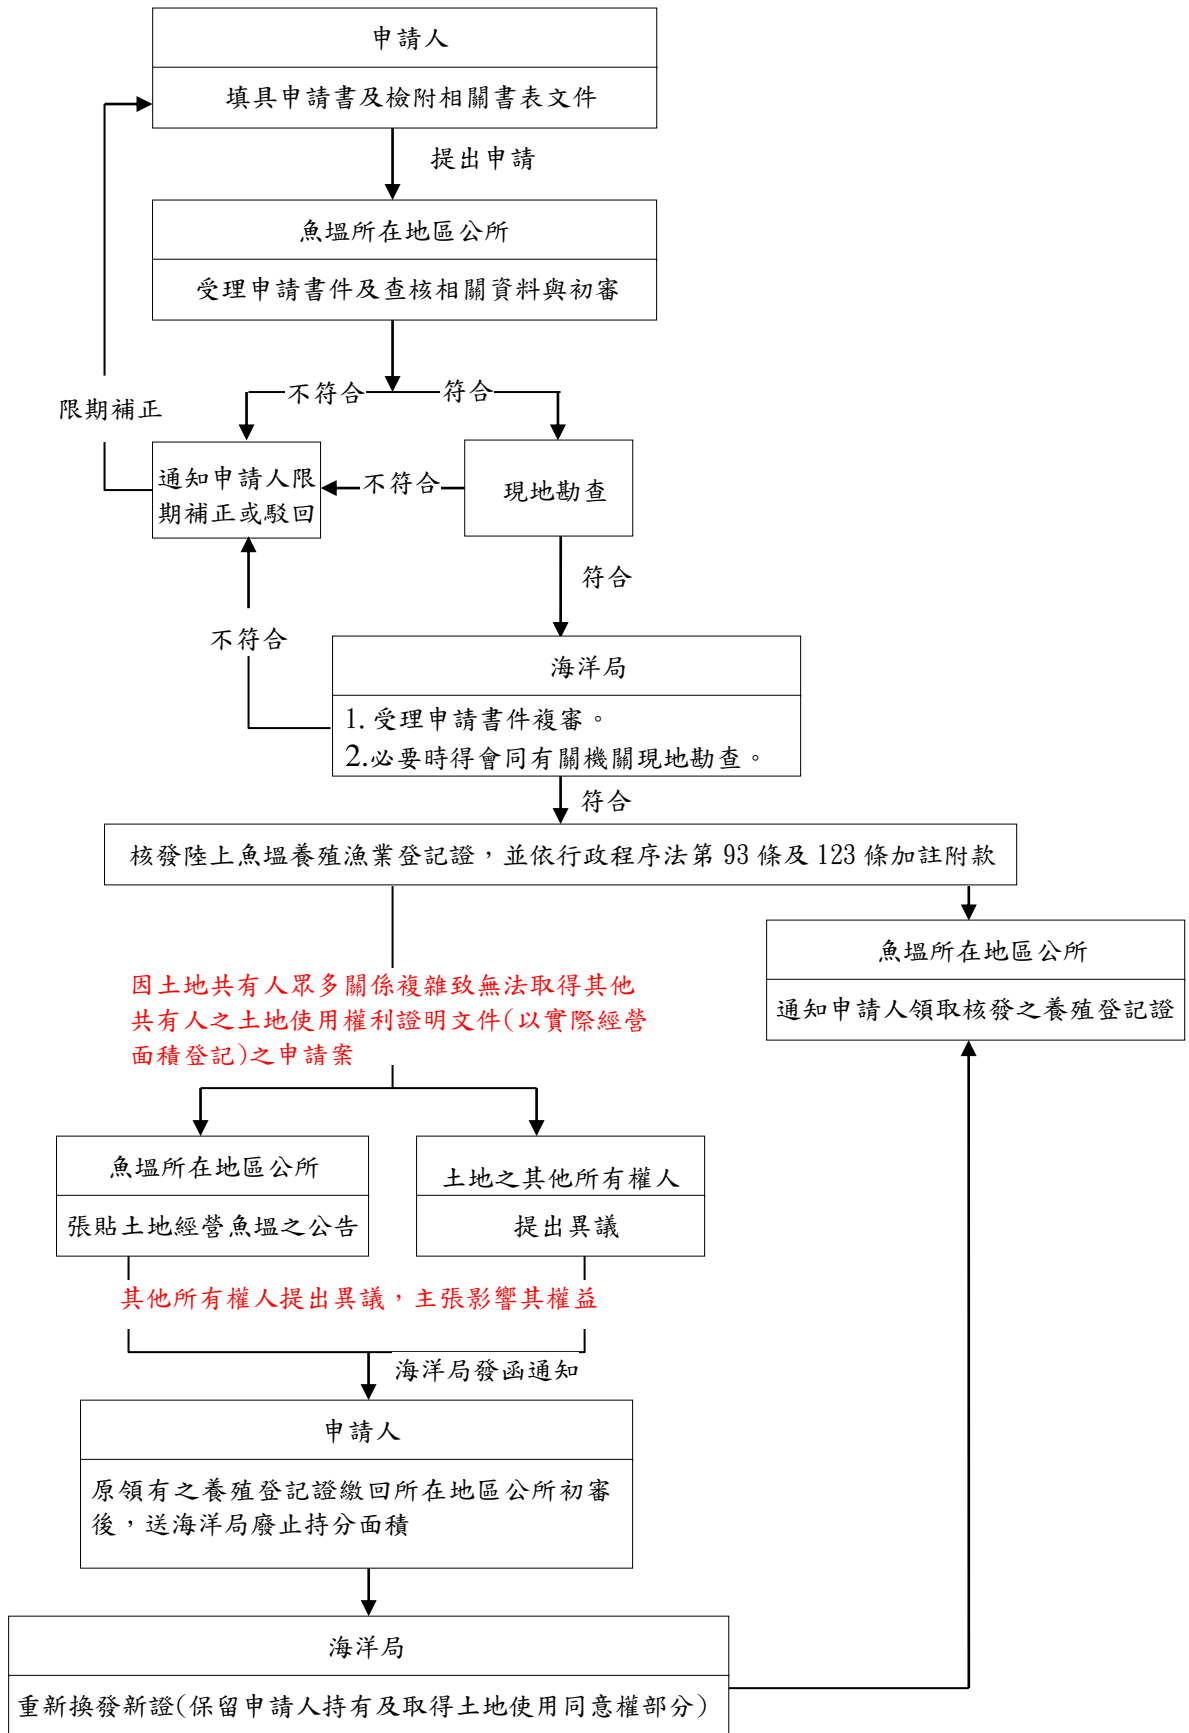 申請人
填具申請書及檢附相關書表文件
提出申請
魚塭所在地區公所
受理申請書件及查核相關資料與初審
不符合
符合
限期補正
通知申請人限
期補正或駁回
不符合
現地勘查
符合
不符合
海洋局
1.受理申請書件複審。
2.必要時得會同有關機關現地勘查。
符合
核發陸上魚塭養殖漁業登記證，並依行政程序法第 93 條及 123 條加註附款
魚塭所在地區公所
通知申請人領取核發之養殖登記證
因土地共有人眾多關係複雜致無法取得其他
共有人之土地使用權利證明文件(以實際經營
面積登記)之申請案
魚塭所在地區公所
張貼土地經營魚塭之公告
土地之其他所有權人
提出異議
其他所有權人提出異議，主張影響其權益
海洋局發函通知
申請人
原領有之養殖登記證繳回所在地區公所初審
後，送海洋局廢止持分面積
海洋局
重新換發新證(保留申請人持有及取得土地使用同意權部分)